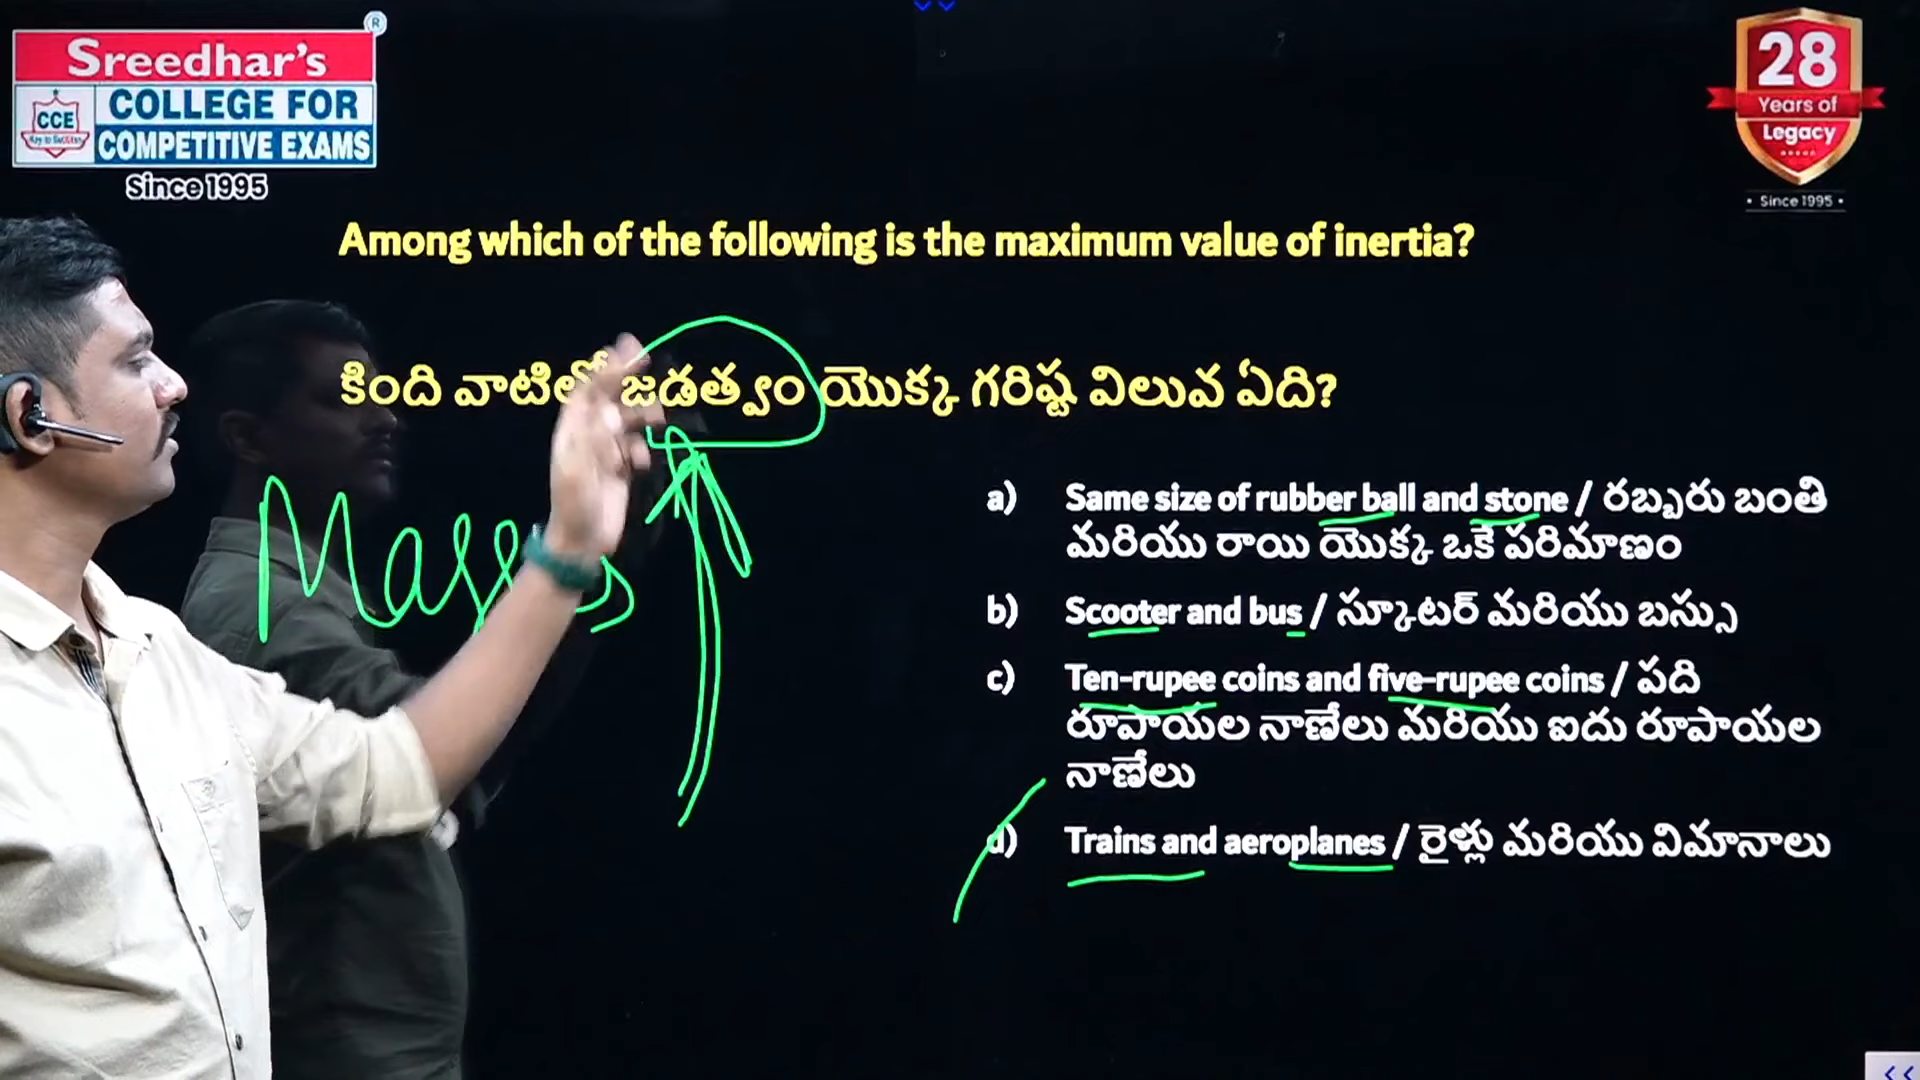 Sreedhar's
®
CCE
COLLEGE FOR
COMPETITIVE EXAMS
Since 1995
28
Years of
Legacy
• Since 1995 •
Among which of the following is the maximum value of inertia?
కింది వాటిలో జడత్వం యొక్క గరిష్ట విలువ ఏది?
Mass
a) Same size of rubber ball and stone / రబ్బరు బంతి
మరియు రాయి యొక్క ఒకే పరిమాణం
b) Scooter and bus / స్కూటర్ మరియు బస్సు
c) Ten-rupee coins and five-rupee coins / పది
రూపాయల నాణేలు మరియు ఐదు రూపాయల
నాణేలు
d) Trains and aeroplanes / రైళ్లు మరియు విమానాలు